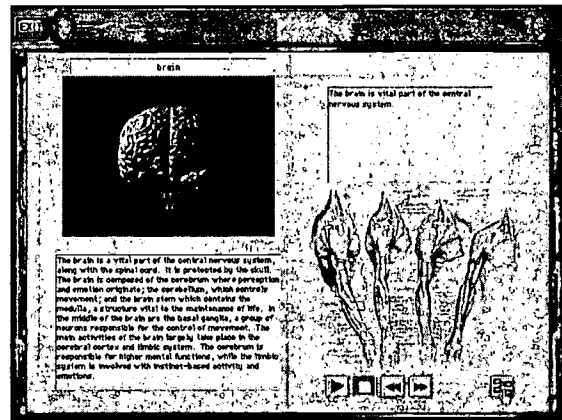 EXIT
brain
The brain is a vital part of the central nervous system,
along with the spinal cord. It is protected by the skull.
The brain is composed of the cerebrum where perception
and emotion originate; the cerebellum, which controls
movement; and the brain stem which contains the
medulla, a structure vital to the maintenance of life. In
the middle of the brain are the basal ganglia, a group of
neurons responsible for the control of movement. The
main activities of the brain largely take place in the
cerebral cortex and limbic system. The cerebrum is
responsible for higher mental functions, while the limbic
system is involved with instinct-based activity and
emotions.
The brain is vital part of the central
nervous system.